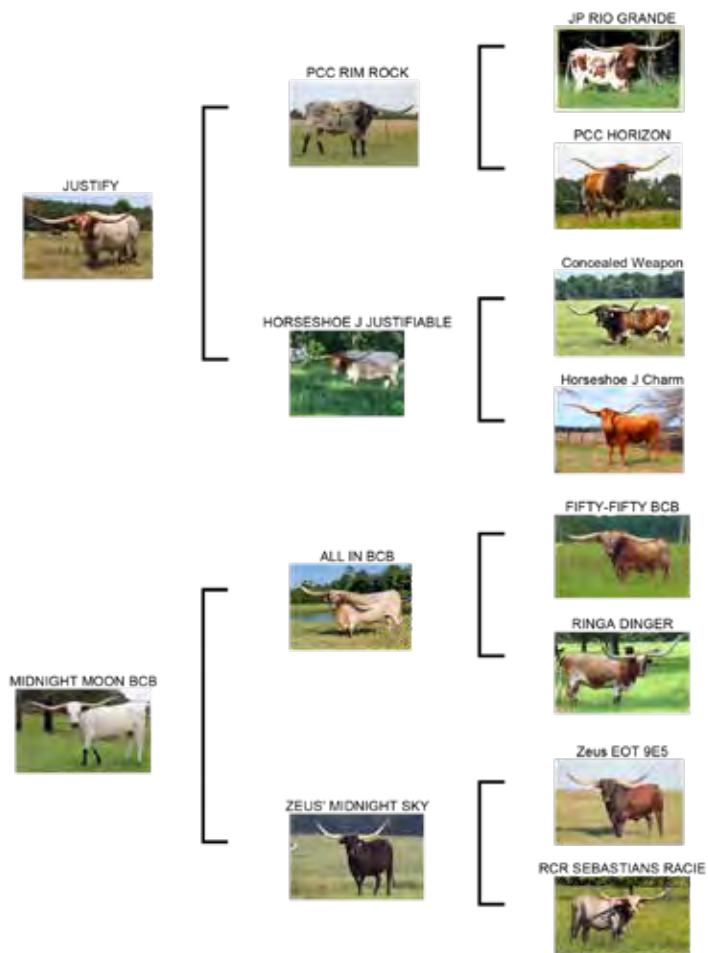 JP RIO GRANDE
PCC RIM ROCK
PCC HORIZON
JUSTIFY
Concealed Weapon
HORSESHOE J JUSTIFIABLE
Horseshoe J Charm
FIFTY-FIFTY BCB
ALL IN BCB
RINGA DINGER
MIDNIGHT MOON BCB
Zeus EOT 9E5
ZEUS' MIDNIGHT SKY
RCR SEBASTIANS RACIE